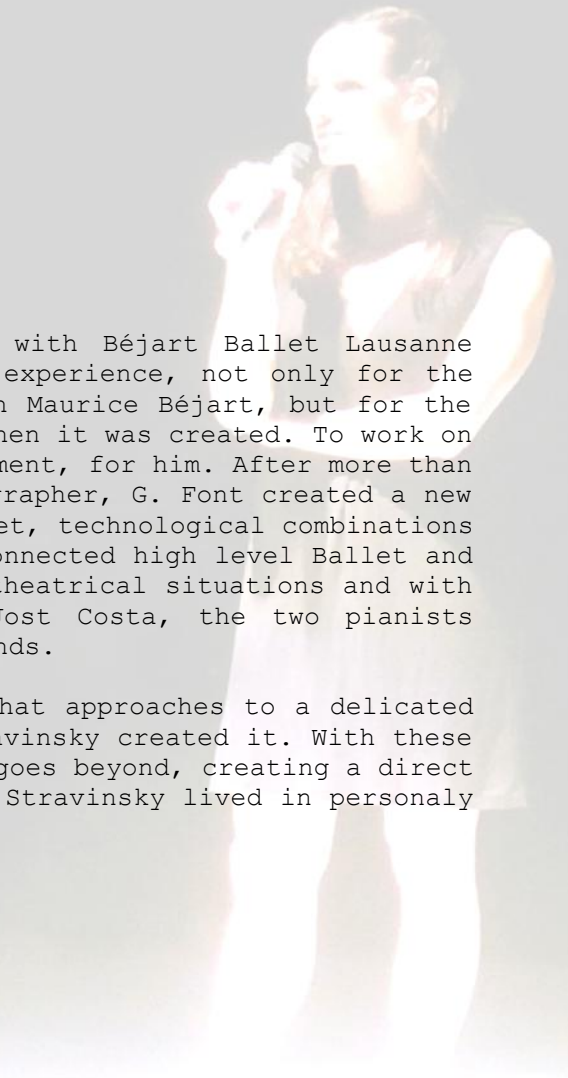 with Béjart Ballet Lausanne
experience, not only for the
Maurice Béjart, but for the
hen it was created. To work on
ment, for him. After more than
grapher, G. Font created a new
et, technological combinations
onnected high level Ballet and
theatrical situations and with
Jost Costa, the two pianists
nds.
hat approaches to a delicated
avinsky created it. With these
goes beyond, creating a direct
Stravinsky lived in personaly